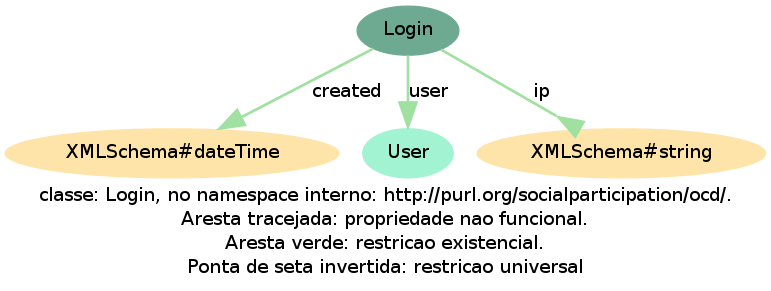 Login
created
user
ip
XMLSchema#dateTime
User
XMLSchema#string
classe: Login, no namespace interno: http://purl.org/socialparticipation/ocd/.
Aresta tracejada: propriedade nao funcional.
Aresta verde: restricao existencial.
Ponta de seta invertida: restricao universal